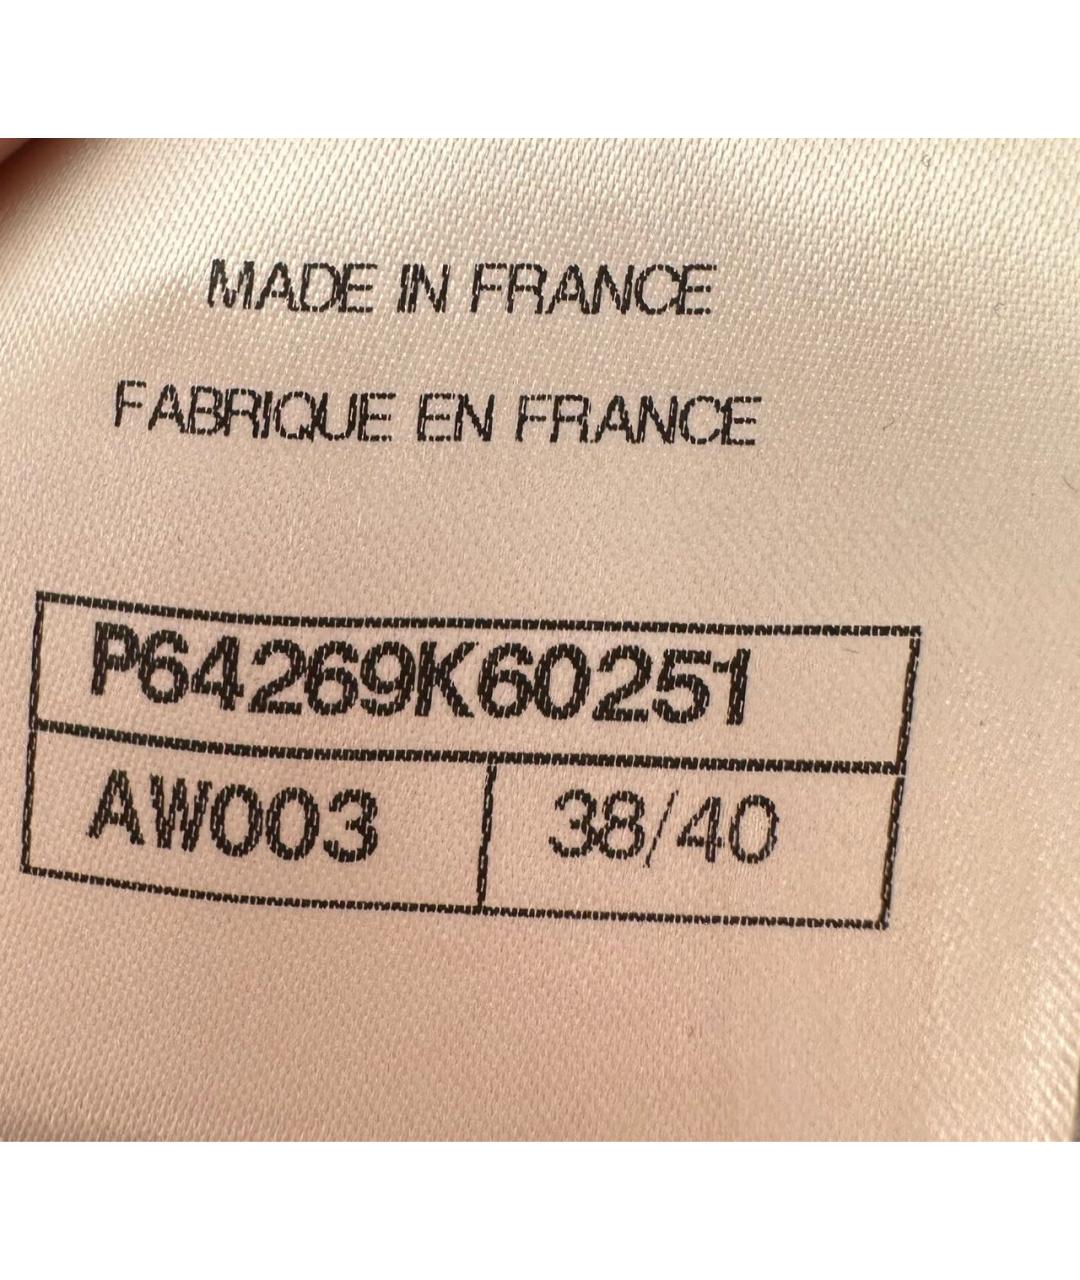 MADE IN FRANCE
FABRIQUE EN FRANCE
P64269K60251
AW003 38/40